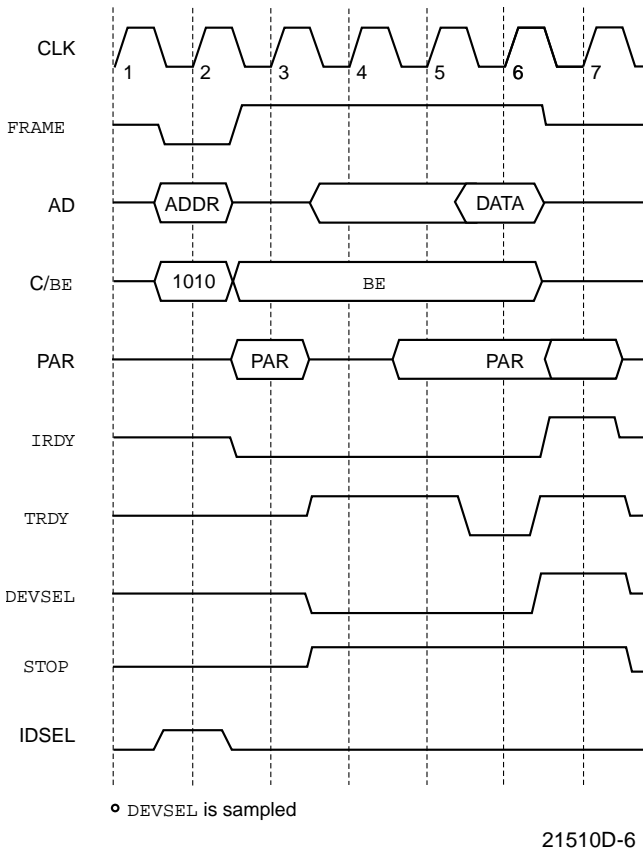 CLK
1 2 3 4 5 6 7
FRAME
AD
ADDR
DATA
C/BE
1010
BE
PAR
PAR
PAR
IRDY
TRDY
DEVSEL
STOP
IDSEL
DEVSEL is sampled
21510D-6